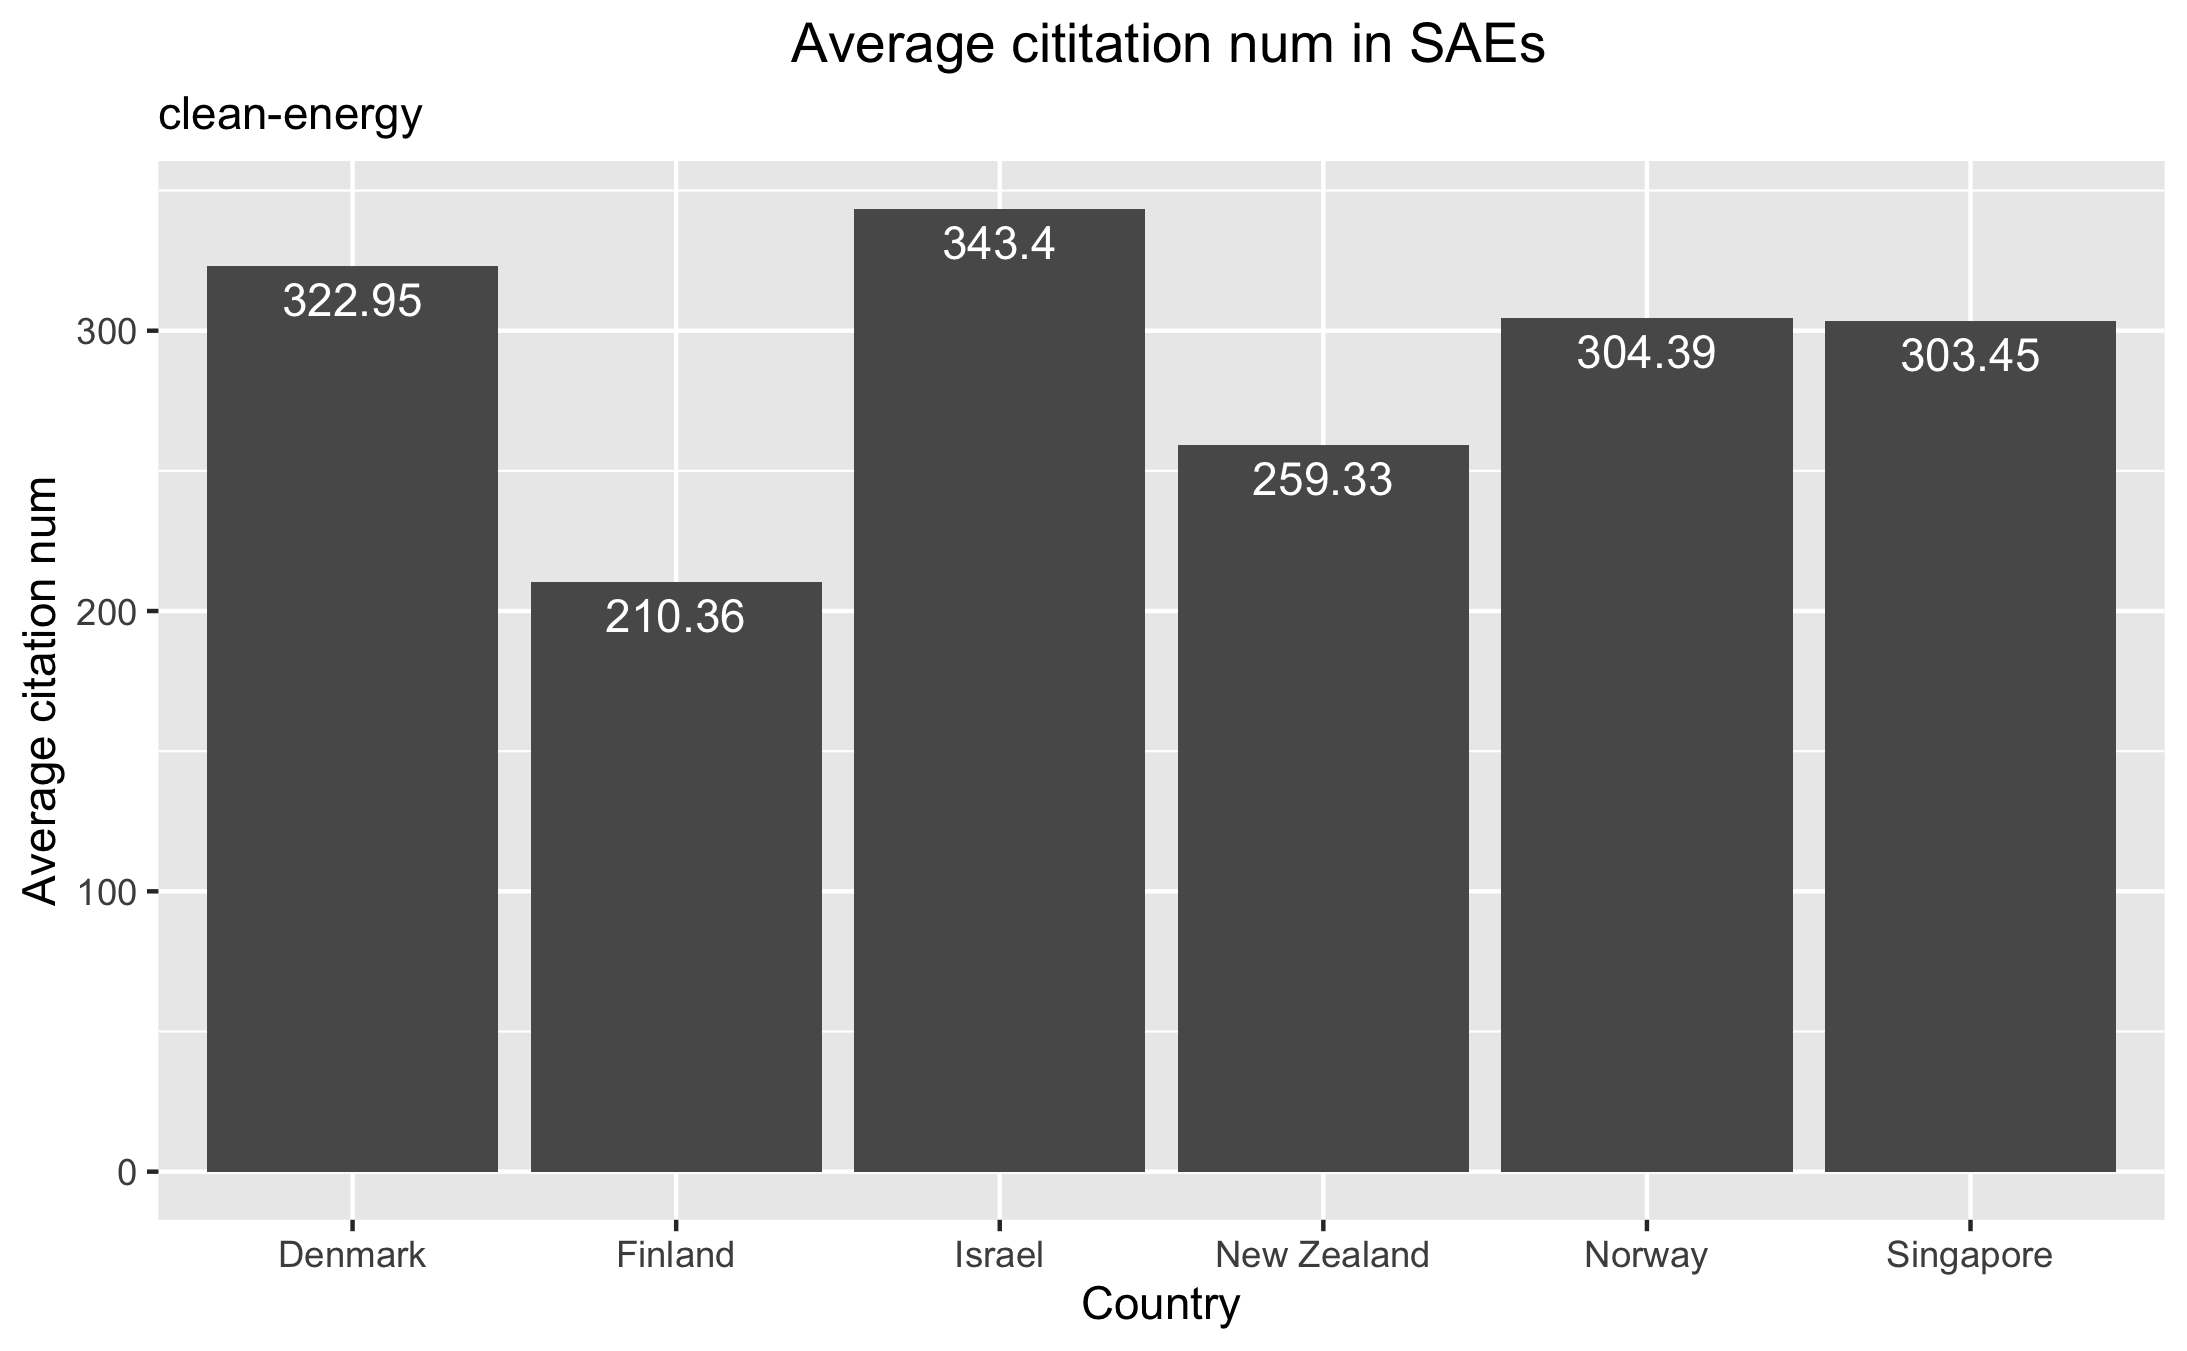 Average cititation num in SAEs
clean-energy
Average citation num
300
200
100
0
322.95
210.36
343.4
259.33
304.39
303.45
Denmark
Finland
Israel
New Zealand
Norway
Singapore
Country